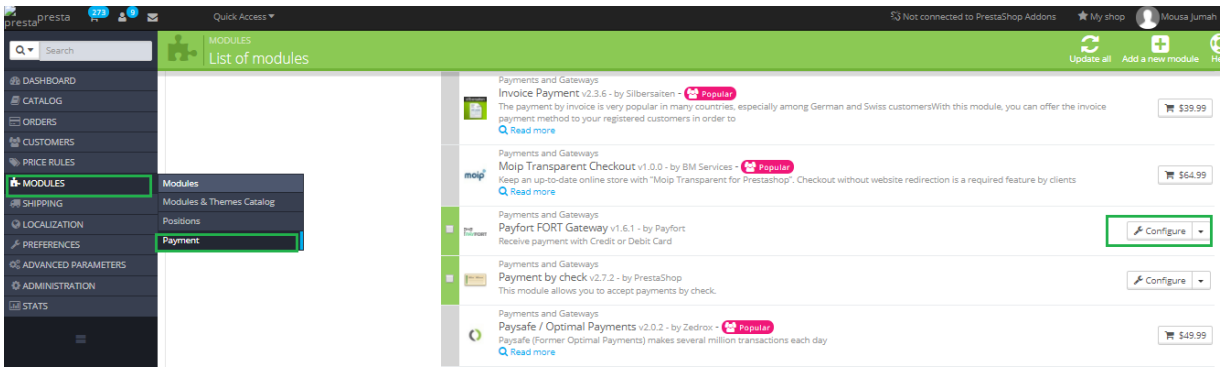 presta
presta 273 9 Quick Access Not connected to PrestaShop Addons My shop Mousa Jumah
Search
MODULES
List of modules
Update all Add a new module
DASHBOARD
CATALOG
ORDERS
CUSTOMERS
PRICE RULES
MODULES
SHIPPING
LOCALIZATION
PREFERENCES
ADVANCED PARAMETERS
ADMINISTRATION
STATS
Modules
Modules & Themes Catalog
Positions
Payment
Payments and Gateways
Invoice Payment v2.3.6 - by Silbersaiten - Popular
The payment by invoice is very popular in many countries, especially among German and Swiss customersWith this module, you can offer the invoice
payment method to your registered customers in order to
Read more
$39.99
Payments and Gateways
moip
Moip Transparent Checkout v1.0.0 - by BM Services - Popular
Keep an up-to-date online store with "Moip Transparent for Prestashop". Checkout without website redirection is a required feature by clients
Read more
$64.99
Payments and Gateways
Payfort FORT Gateway v1.6.1 - by Payfort
Receive payment with Credit or Debit Card
Configure
Payments and Gateways
Payment by check v2.7.2 - by PrestaShop
This module allows you to accept payments by check.
Configure
Payments and Gateways
Paysafe / Optimal Payments v2.0.2 - by Zedrox - Popular
Paysafe (Former Optimal Payments) makes several million transactions each day
Read more
$49.99